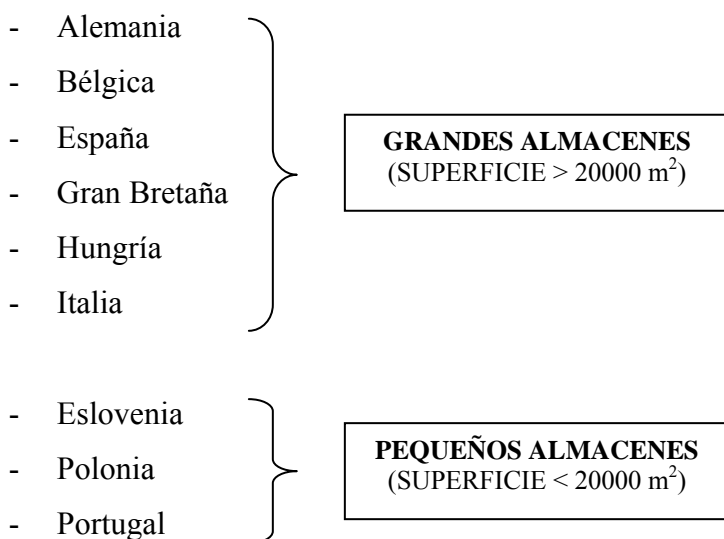 - Alemania
- Bélgica
- España
- Gran Bretaña
- Hungría
- Italia
GRANDES ALMACENES
(SUPERFICIE > 20000 m²)
- Eslovenia
- Polonia
- Portugal
PEQUEÑOS ALMACENES
(SUPERFICIE < 20000 m²)